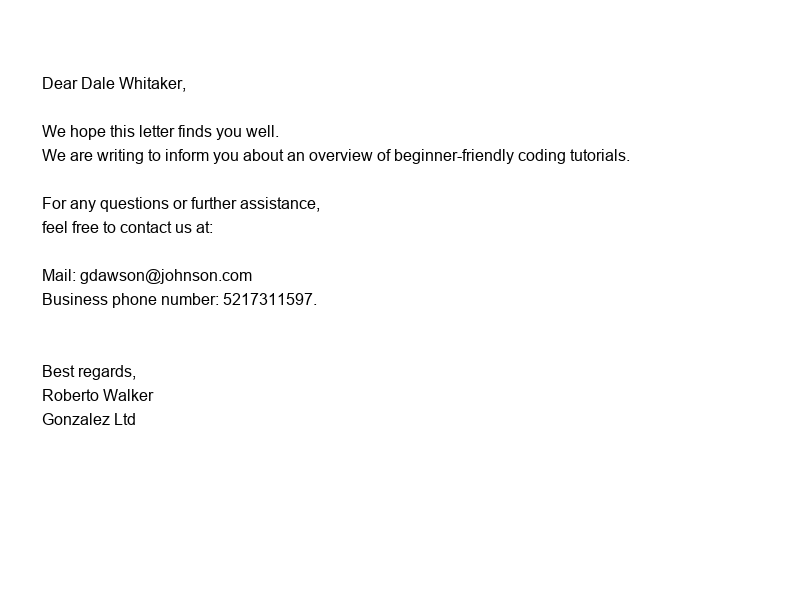 Dear Dale Whitaker,
We hope this letter finds you well.
We are writing to inform you about an overview of beginner-friendly coding tutorials.
For any questions or further assistance,
feel free to contact us at:
Mail: gdawson@johnson.com
Business phone number: 5217311597.
Best regards,
Roberto Walker
Gonzalez Ltd